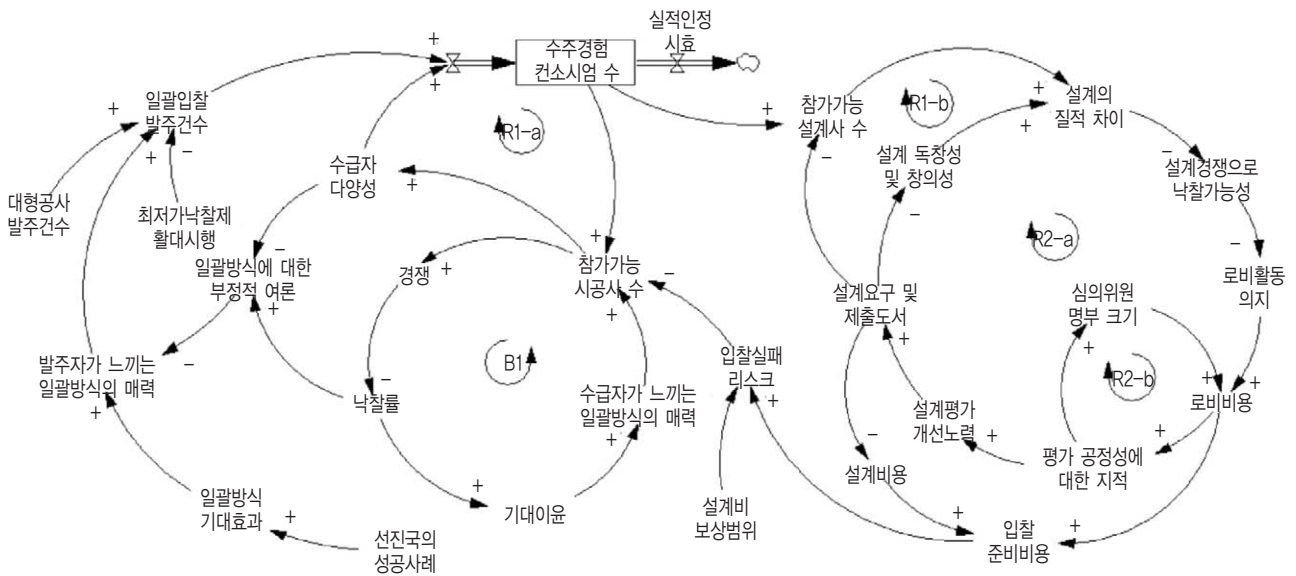 실적인정
시효
수주경험
컨소시엄 수
+
+
일괄입찰
발주건수
+
+
-
R1-a
+
참가가능
설계사 수
-
R1-b
+
+
설계의
질적 차이
-
설계 독창성
및 창의성
-
설계경쟁으로
낙찰가능성
수급자
다양성
+
대형공사
발주건수
최저가낙찰제
활대시행
-
일괄방식에 대한
부정적 여론
+
경쟁
+
+
참가가능
시공사 수
-
+
R2-a
-
로비활동
의지
설계요구 및
제출도서
+
심의위원
명부 크기
+
R2-b
+
+
로비비용
발주자가 느끼는
일괄방식의 매력
-
+
B1
입찰실패
리스크
+
-
낙찰률
수급자가 느끼는
일괄방식의 매력
+
설계평가
개선노력
+
+
평가 공정성에
대한 지적
-
설계비용
일괄방식
기대효과
+
+
기대이윤
설계비
보상범위
선진국의
성공사례
+
+
입찰
준비비용